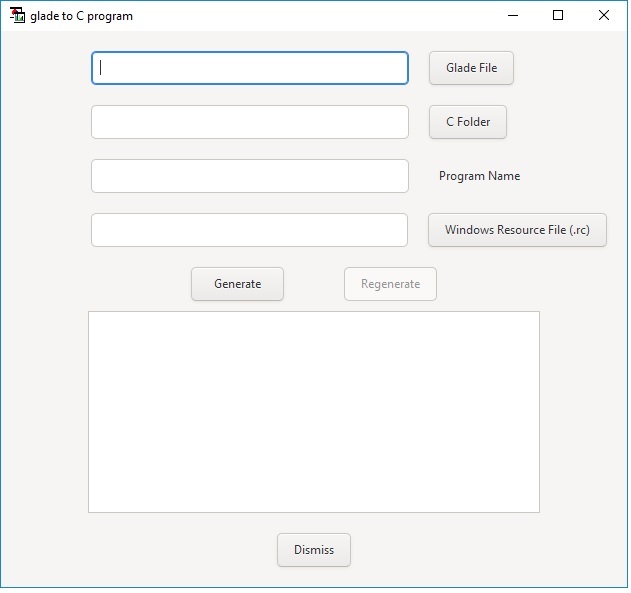 glade to C program
Glade File
C Folder
Program Name
Windows Resource File (.rc)
Generate
Regenerate
Dismiss